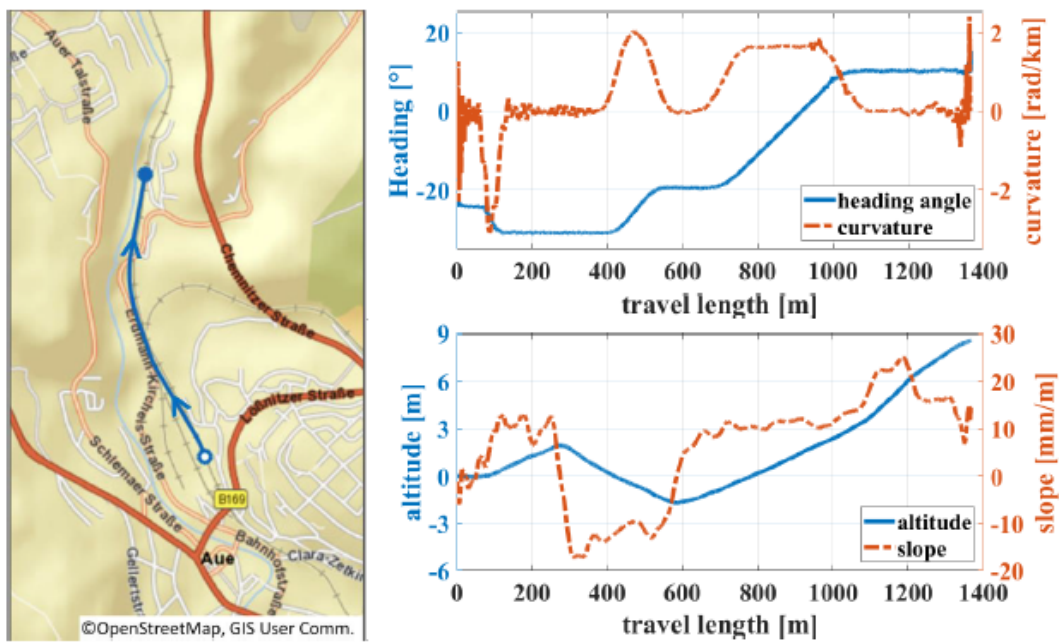 Auer Talstraße
Chemnitzer Straße
Erdmann-Kircheis-Straße
Lößnitzer Straße
Schlemaer Straße
B169
Aue
Bahnhofstraße
Clara-Zetkin
Gellertstra
©OpenStreetMap, GIS User Comm.
20
0
-20
Heading [°]
2
0
-2
curvature [rad/km]
heading angle
curvature
0 200 400 600 800 1000 1200 1400
travel length [m]
9
6
3
0
-3
6
altitude [m]
30
20
10
0
-10
-20
slope [mm/m]
altitude
slope
0 200 400 600 800 1000 1200 1400
travel length [m]